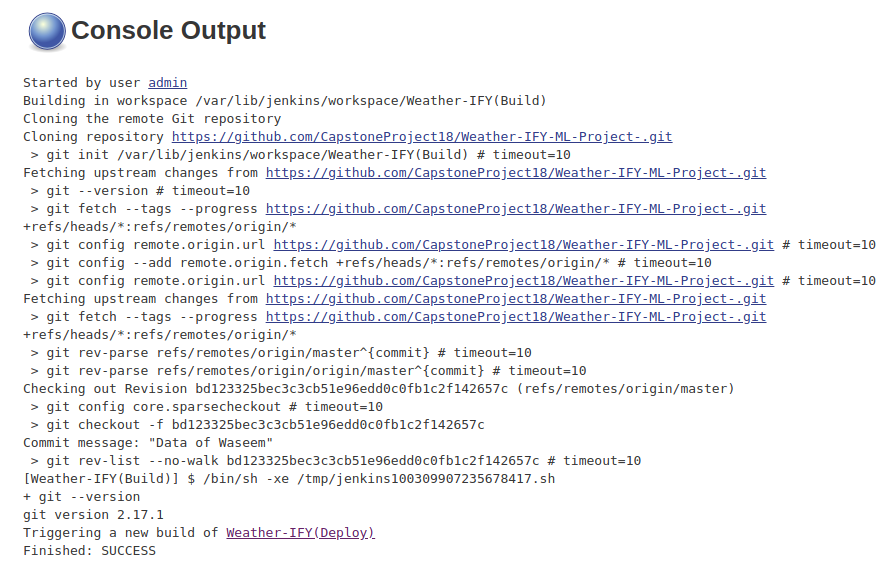 Console Output
Started by user admin
Building in workspace /var/lib/jenkins/workspace/Weather-IFY(Build)
Cloning the remote Git repository
Cloning repository https://github.com/CapstoneProject18/Weather-IFY-ML-Project-.git
> git init /var/lib/jenkins/workspace/Weather-IFY(Build) # timeout=10
Fetching upstream changes from https://github.com/CapstoneProject18/Weather-IFY-ML-Project-.git
> git --version # timeout=10
> git fetch --tags --progress https://github.com/CapstoneProject18/Weather-IFY-ML-Project-.git
+refs/heads/*:refs/remotes/origin/*
> git config remote.origin.url https://github.com/CapstoneProject18/Weather-IFY-ML-Project-.git # timeout=10
> git config --add remote.origin.fetch +refs/heads/*:refs/remotes/origin/* # timeout=10
> git config remote.origin.url https://github.com/CapstoneProject18/Weather-IFY-ML-Project-.git # timeout=10
Fetching upstream changes from https://github.com/CapstoneProject18/Weather-IFY-ML-Project-.git
> git fetch --tags --progress https://github.com/CapstoneProject18/Weather-IFY-ML-Project-.git
+refs/heads/*:refs/remotes/origin/*
> git rev-parse refs/remotes/origin/master^{commit} # timeout=10
> git rev-parse refs/remotes/origin/origin/master^{commit} # timeout=10
Checking out Revision bd123325bec3c3cb51e96edd0c0fb1c2f142657c (refs/remotes/origin/master)
> git config core.sparsecheckout # timeout=10
> git checkout -f bd123325bec3c3cb51e96edd0c0fb1c2f142657c
Commit message: "Data of Waseem"
> git rev-list --no-walk bd123325bec3c3cb51e96edd0c0fb1c2f142657c # timeout=10
[Weather-IFY(Build)] $ /bin/sh -xe /tmp/jenkins100309907235678417.sh
+ git --version
git version 2.17.1
Triggering a new build of Weather-IFY(Deploy)
Finished: SUCCESS